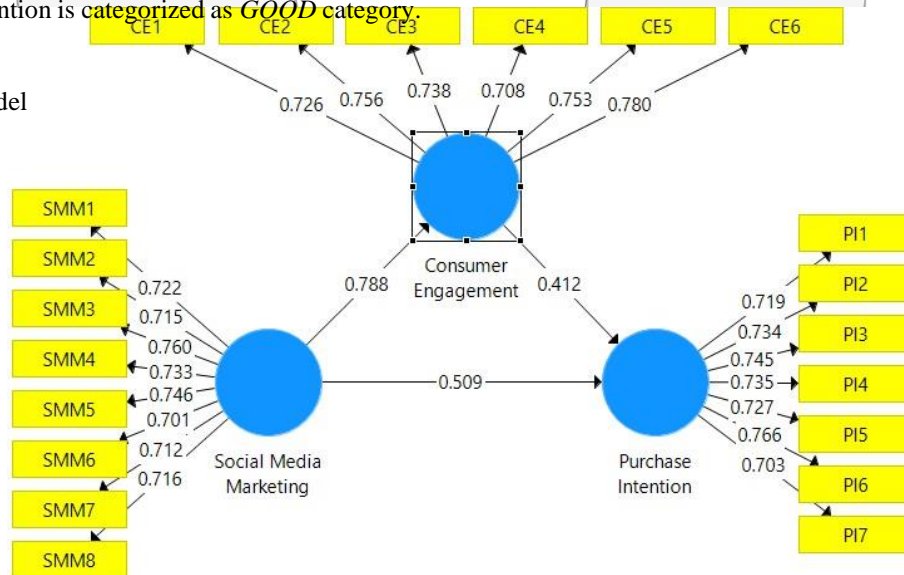 ntion is categorized as GOOD category.
CE1 CE2 CE3 CE4 CE5 CE6
del
0.726 0.756 0.738 0.708 0.753 0.780
SMM1
SMM2
SMM3
SMM4
SMM5
SMM6
SMM7
SMM8
0.722
0.715
0.760
0.733
0.746
0.701
0.712
0.716
Social Media
Marketing
0.788
Consumer
Engagement
0.412
0.509
Purchase
Intention
0.719
0.734
0.745
0.735
0.727
0.766
0.703
PI1
PI2
PI3
PI4
PI5
PI6
PI7